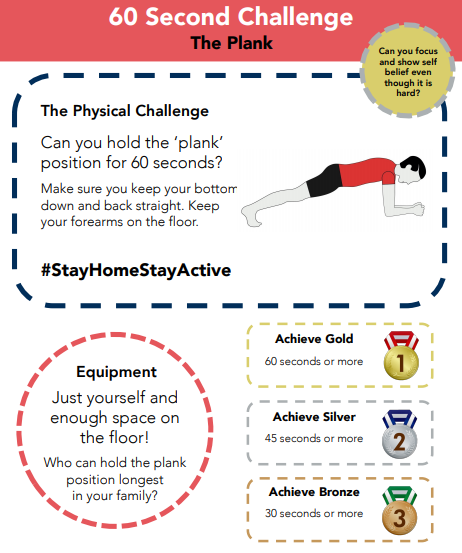 60 Second Challenge
The Plank
Can you focus
and show self
belief even
though it is
hard?
The Physical Challenge
Can you hold the ‘plank’
position for 60 seconds?
Make sure you keep your bottom
down and back straight. Keep
your forearms on the floor.
#StayHomeStayActive
Equipment
Just yourself and
enough space on
the floor!
Who can hold the plank
position longest
in your family?
Achieve Gold
60 seconds or more
1
Achieve Silver
45 seconds or more
2
Achieve Bronze
30 seconds or more
3